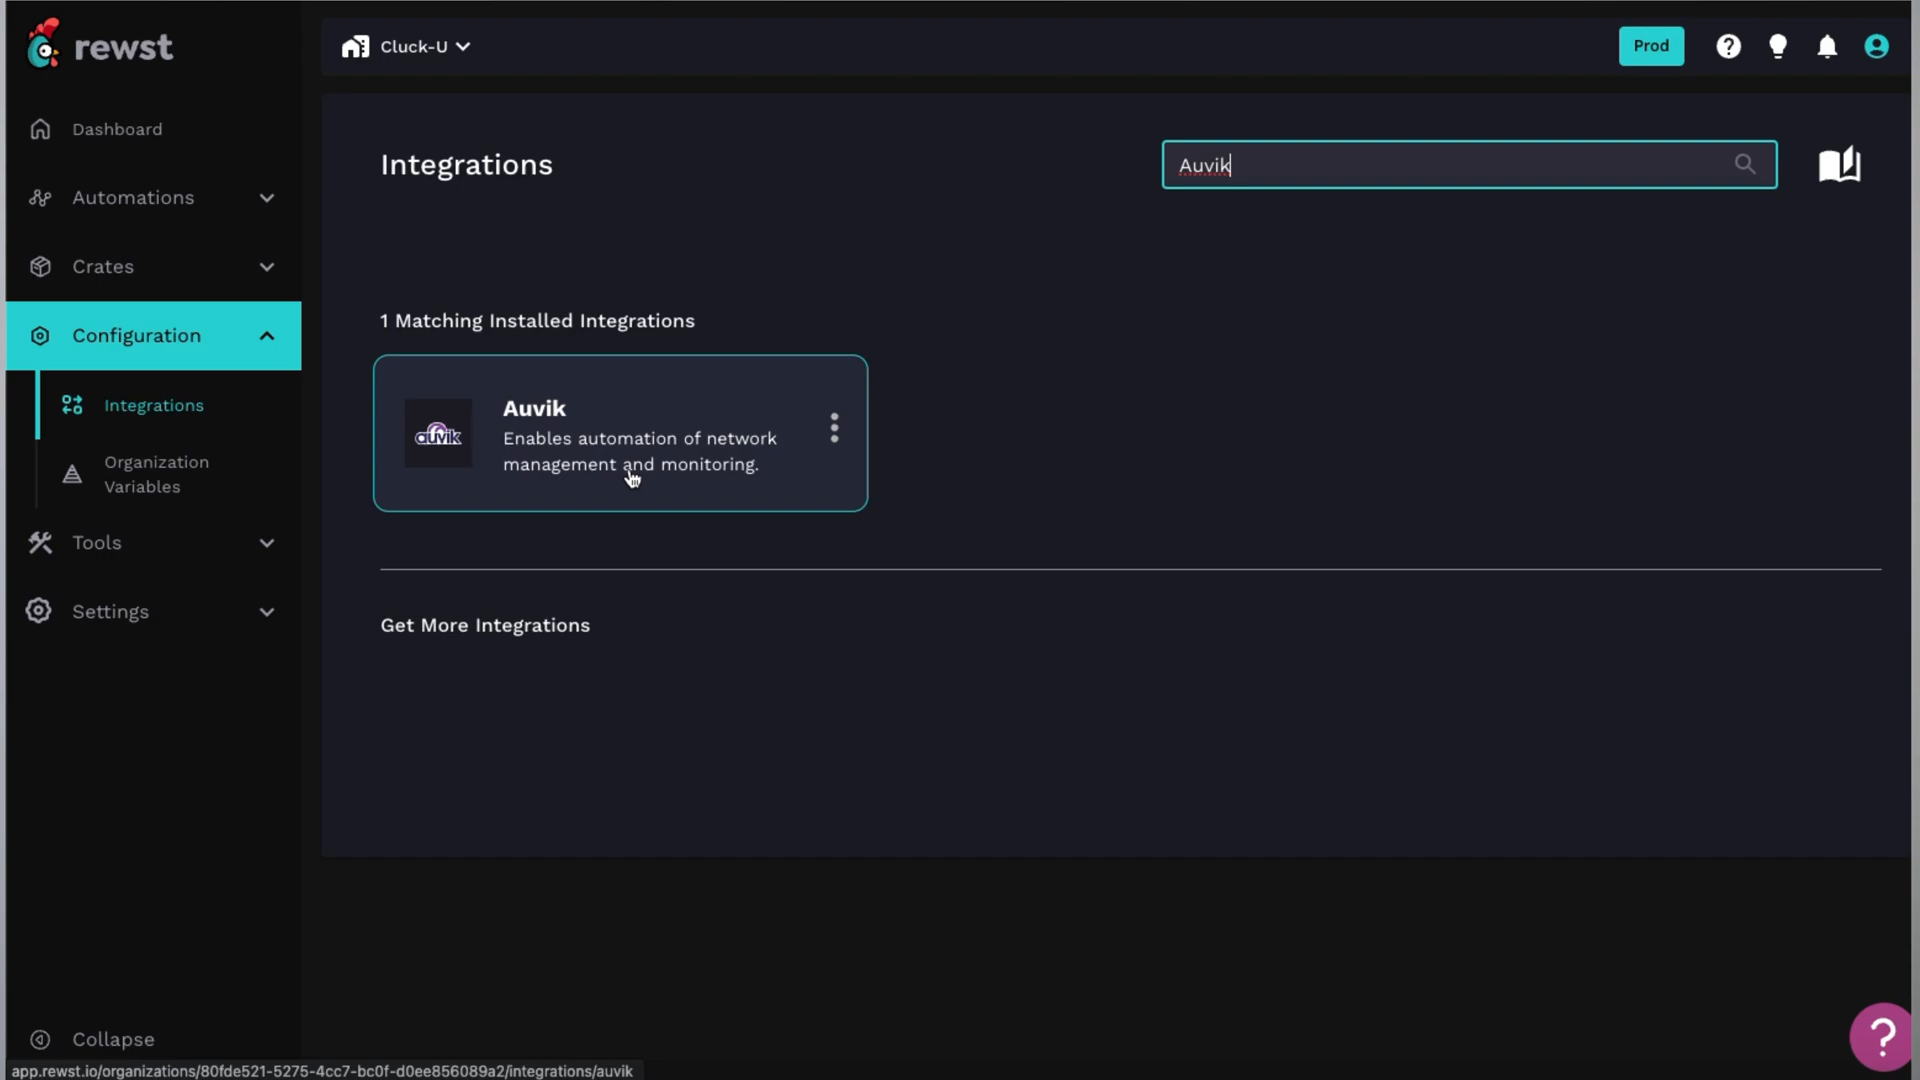 rewst
Cluck-U
Prod
Dashboard
Automations
Crates
Configuration
Integrations
Organization
Variables
Tools
Settings
Collapse
Integrations
Auvik
1 Matching Installed Integrations
auvik
Auvik
Enables automation of network
management and monitoring.
Get More Integrations
app.rewst.io/organizations/80fde521-5275-4cc7-bc0f-d0ee856089a2/integrations/auvik